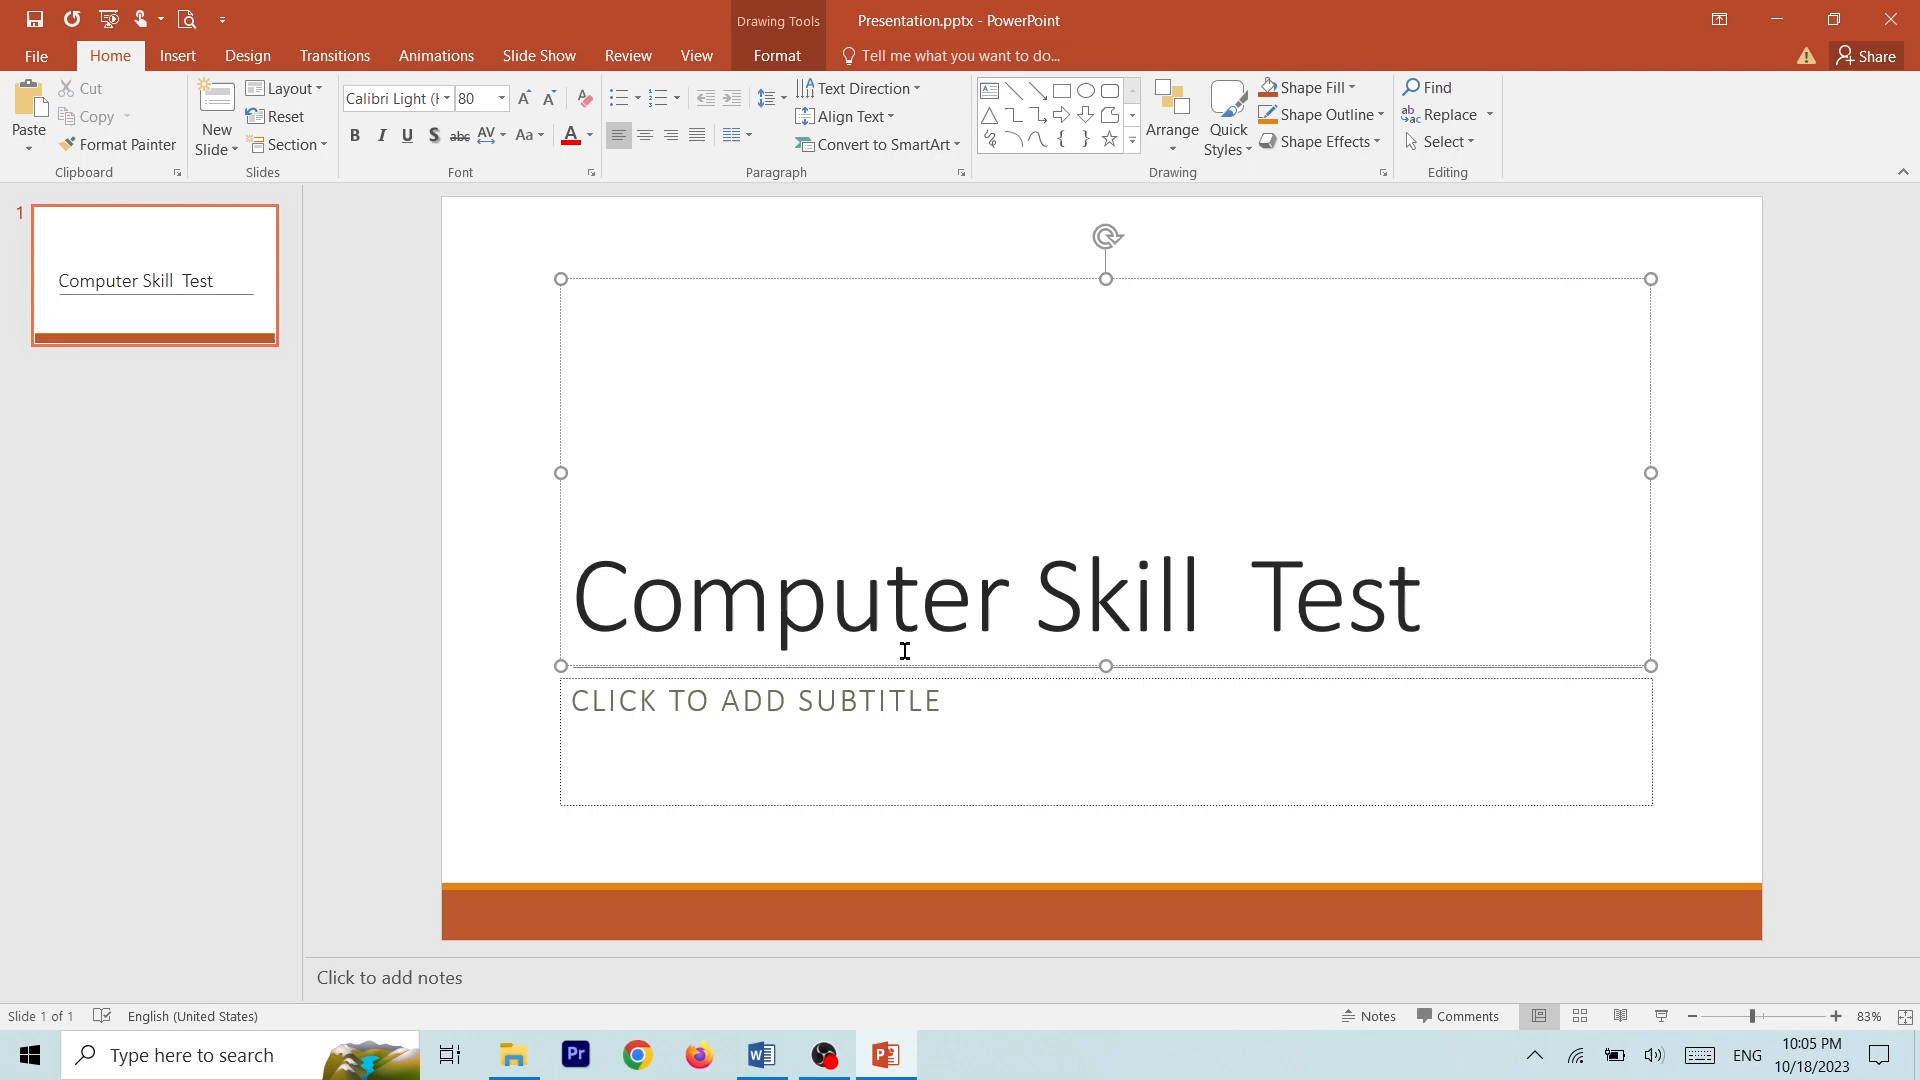 Drawing Tools
Presentation.pptx - PowerPoint
File
Home
Insert
Design
Transitions
Animations
Slide Show
Review
View
Format
Tell me what you want to do...
Share
Paste
Cut
Copy
Format Painter
Clipboard
New
Slide
Layout
Reset
Section
Slides
Calibri Light (H
80
B I U S abc AV Aa A
Font
Text Direction
Align Text
Convert to SmartArt
Paragraph
Arrange
Quick
Styles
Shape Fill
Shape Outline
Shape Effects
Drawing
Find
Replace
Select
Editing
1
Computer Skill  Test
Computer Skill  Test
CLICK TO ADD SUBTITLE
Click to add notes
Slide 1 of 1
English (United States)
Notes
Comments
83%
Type here to search
Pr
ENG
10:05 PM
10/18/2023